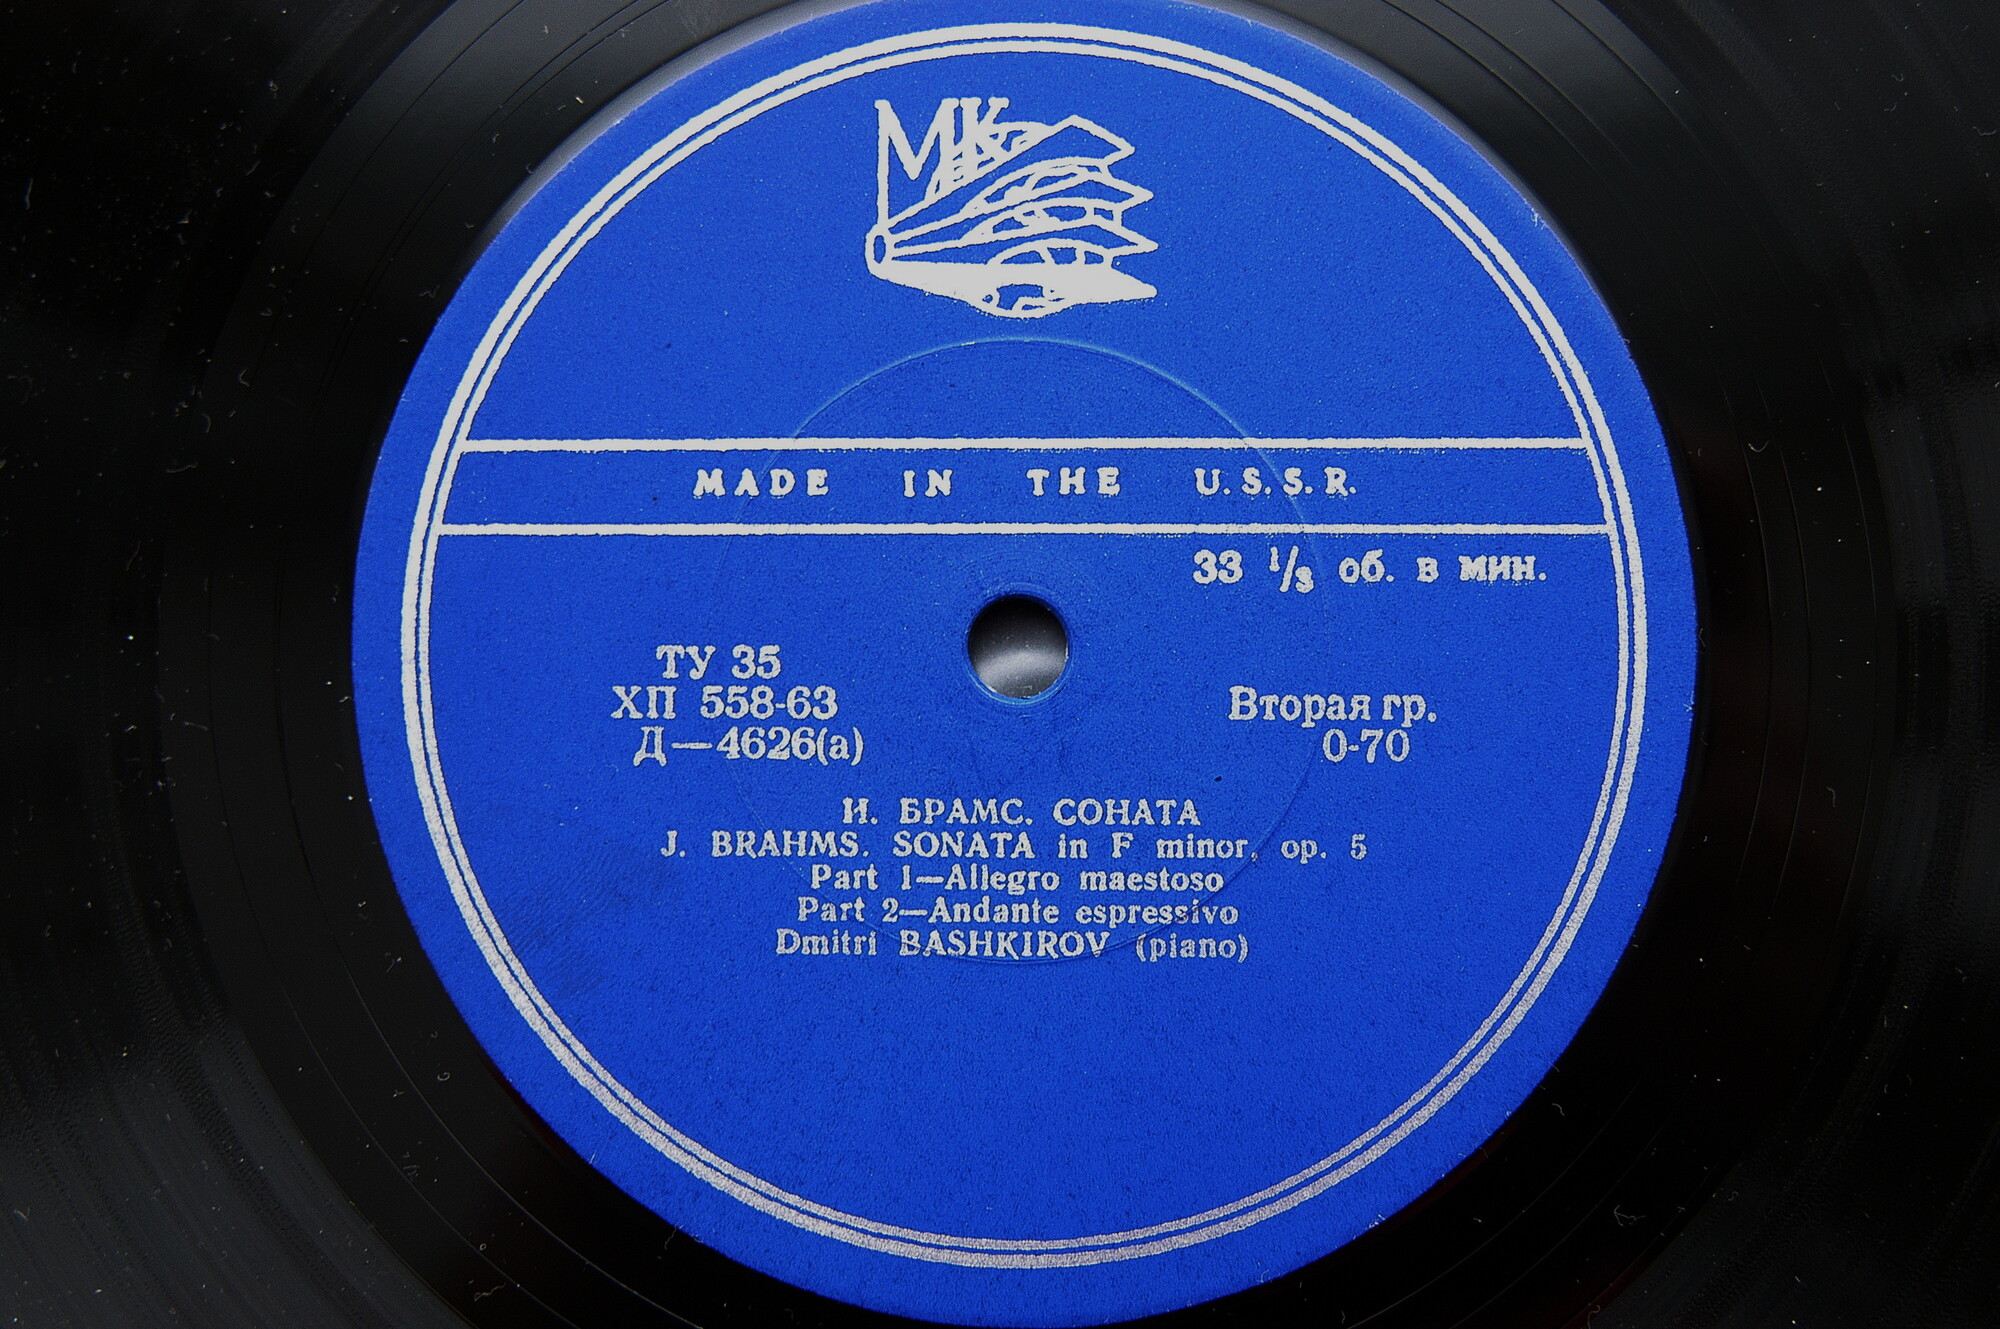 МК
MADE IN THE U.S.S.R.
33 1/3 об. в мин.
ТУ 35
ХП 558-63
Д—4626(а)
Вторая гр.
0-70
И. БРАМС. СОНАТА
J. BRAHMS. SONATA in F minor, op. 5
Part 1—Allegro maestoso
Part 2—Andante espressivo
Dmitri BASHKIROV (piano)